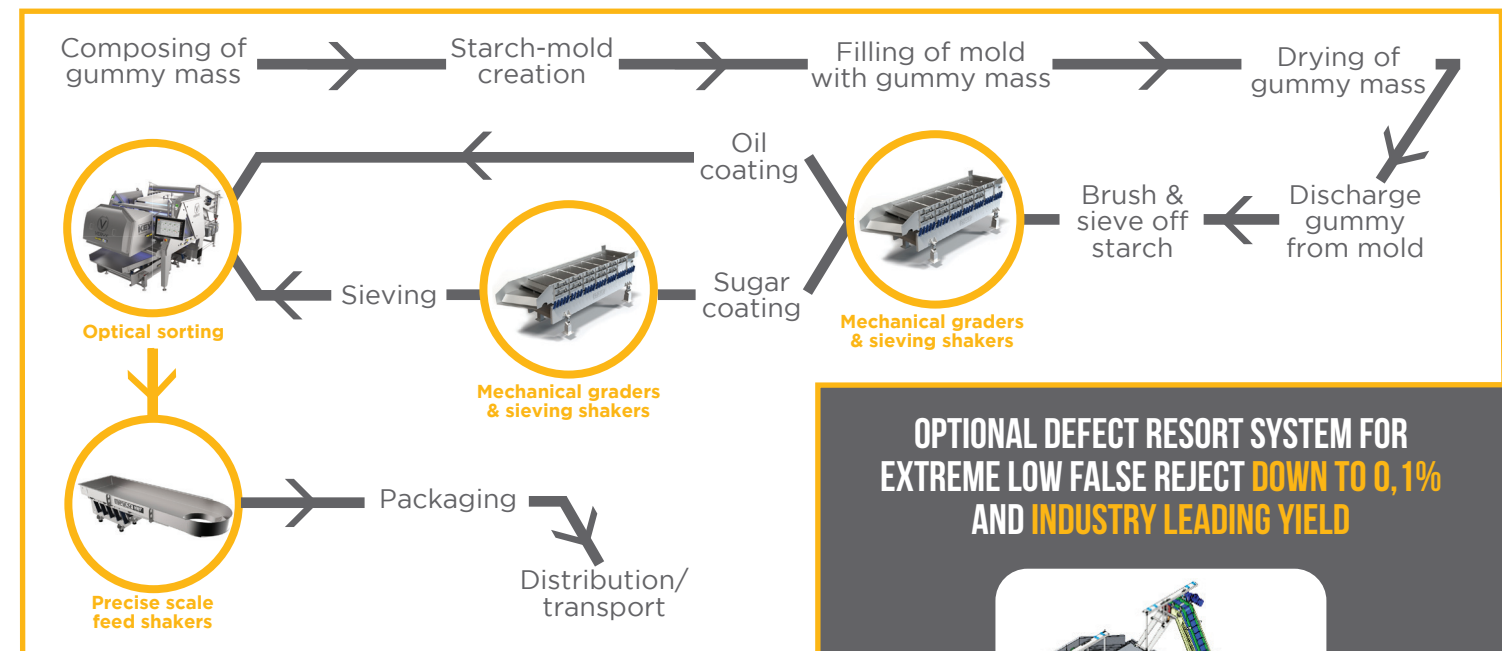 Composing of
gummy mass
Starch-mold
creation
Filling of mold
with gummy mass
Drying of
gummy mass
Discharge
gummy
from mold
Brush &
sieve off
starch
Mechanical graders
& sieving shakers
Oil
coating
Sugar
coating
Mechanical graders
& sieving shakers
Sieving
Optical sorting
Precise scale
feed shakers
Packaging
Distribution/
transport
OPTIONAL DEFECT RESORT SYSTEM FOR
EXTREME LOW FALSE REJECT DOWN TO 0,1%
AND INDUSTRY LEADING YIELD